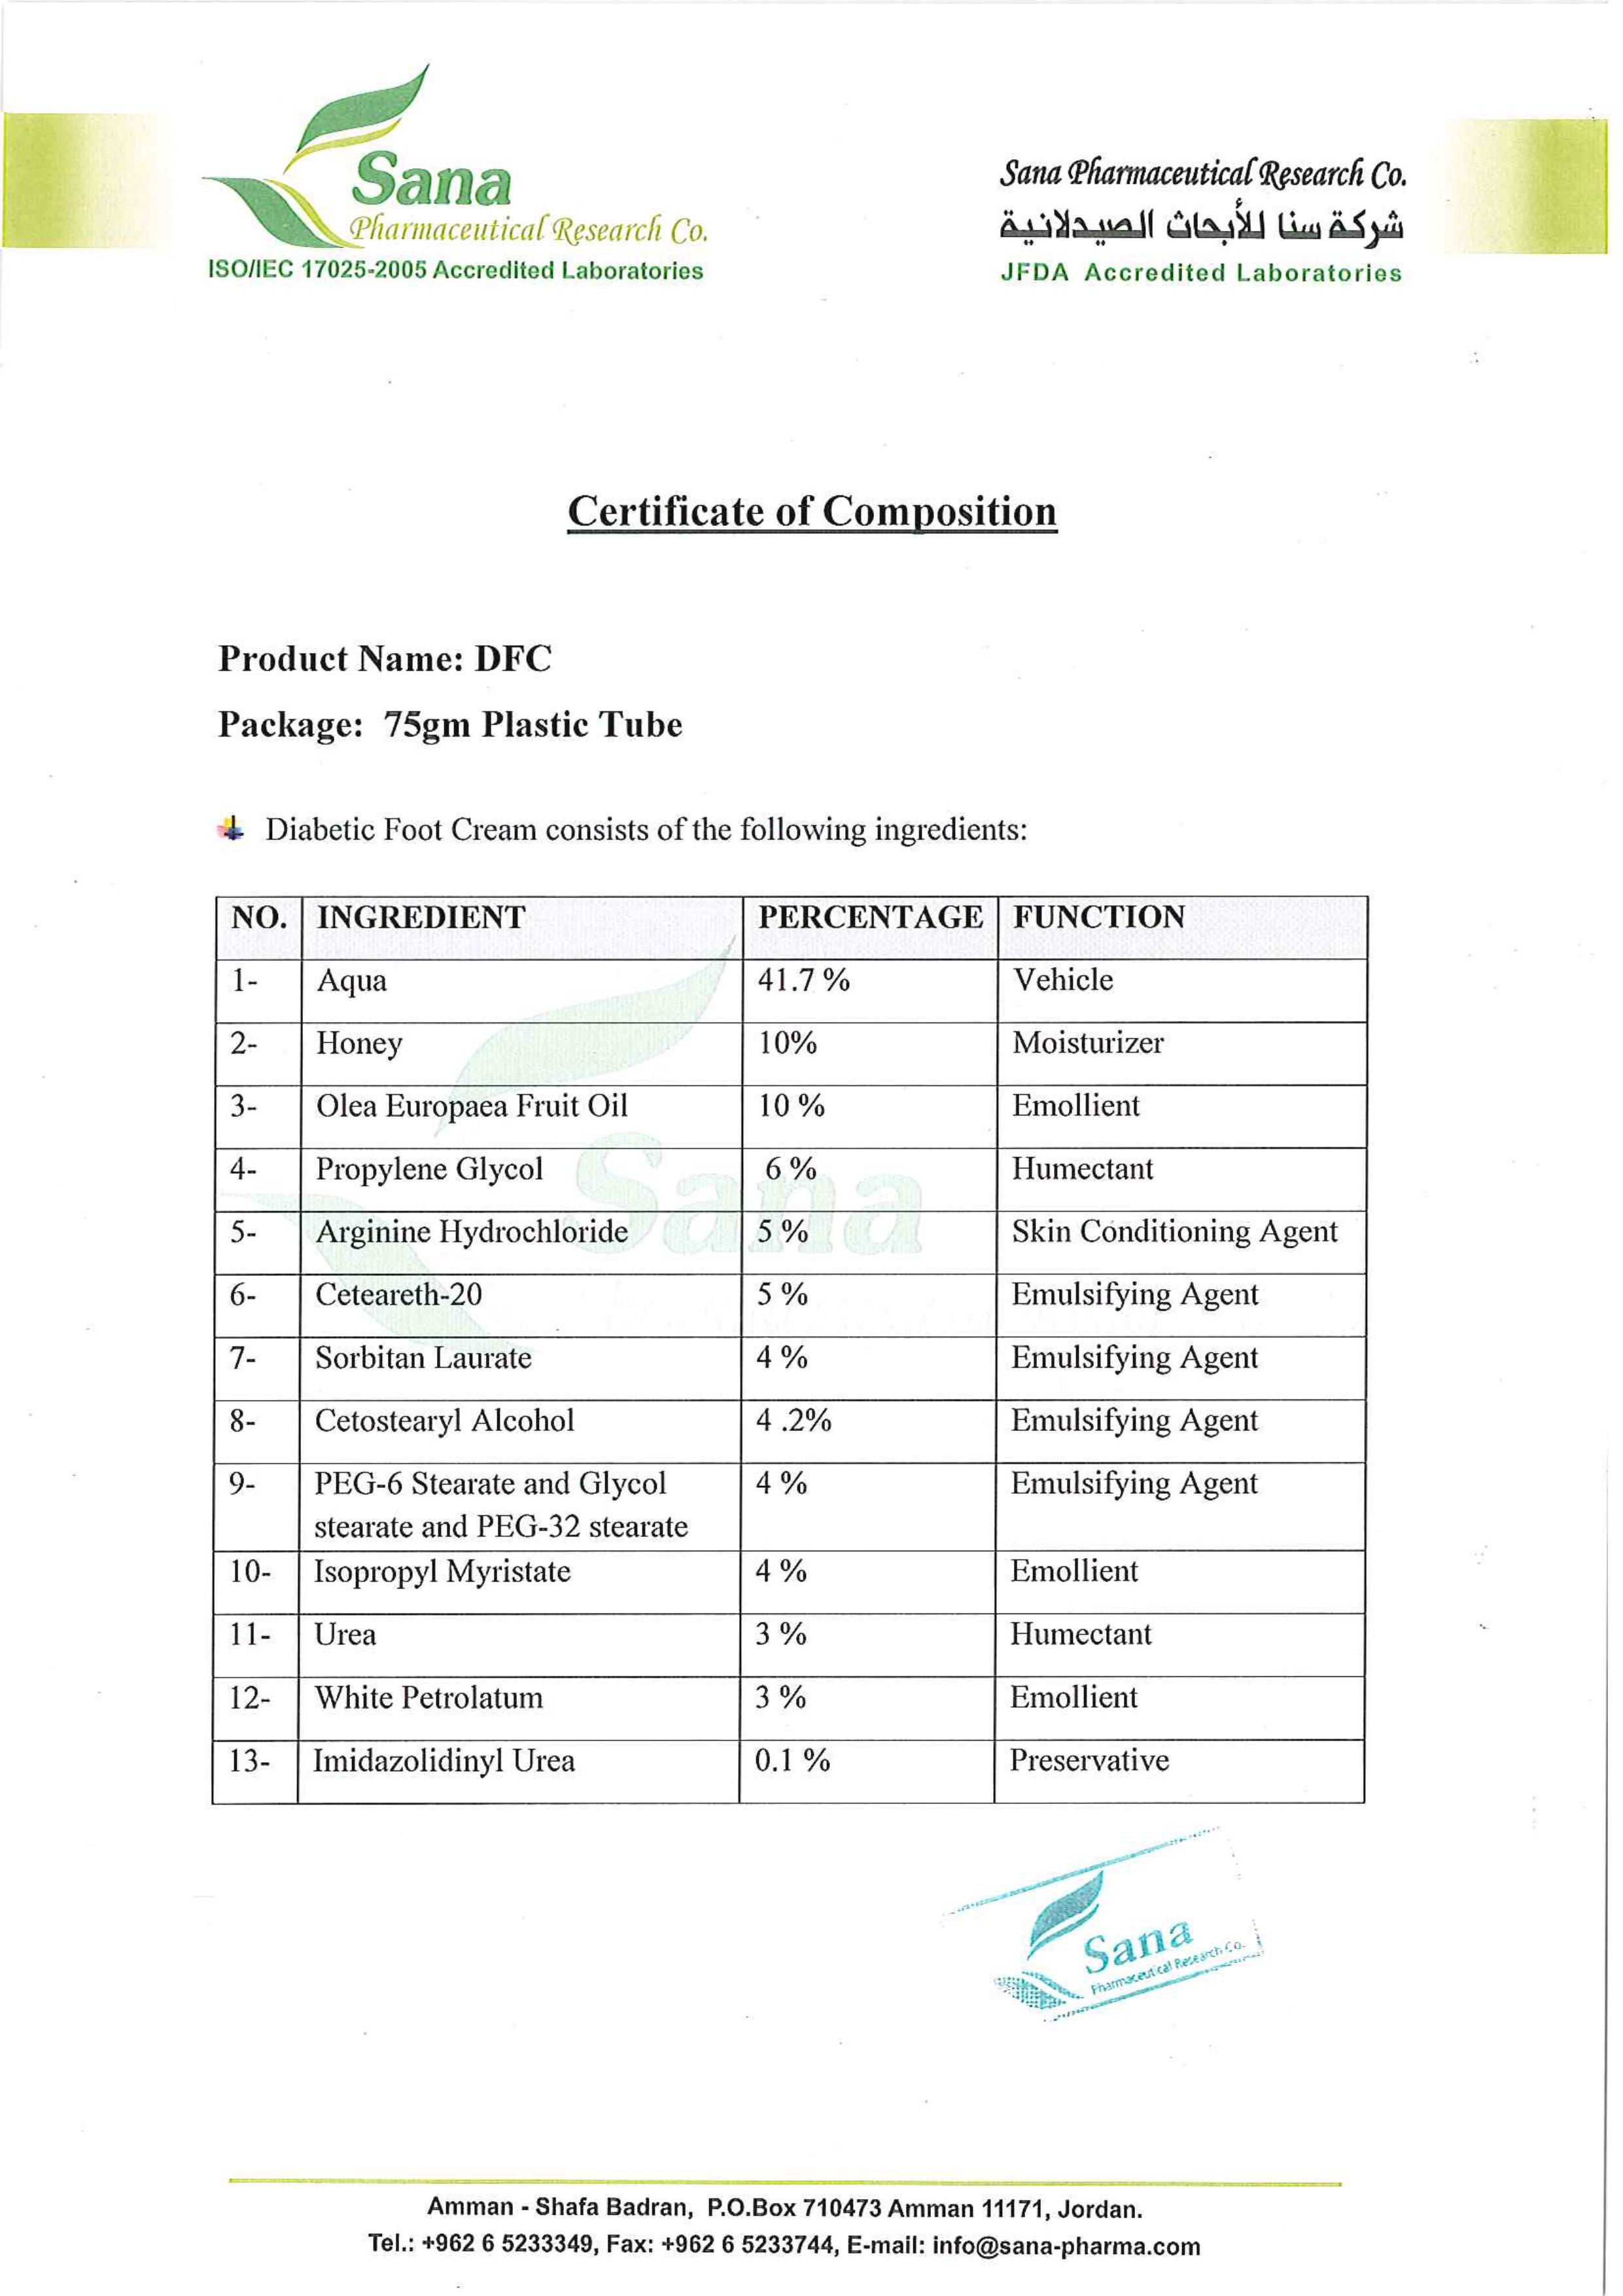 Sana
Pharmaceutical Research Co.
ISO/IEC 17025-2005 Accredited Laboratories
Sana Pharmaceutical Research Co.
شركة سنا للأبحاث الصيدلانية
JFDA Accredited Laboratories
Certificate of Composition
Product Name: DFC
Package: 75gm Plastic Tube
Diabetic Foot Cream consists of the following ingredients:
NO. INGREDIENT PERCENTAGE FUNCTION
1- Aqua 41.7 % Vehicle
2- Honey 10% Moisturizer
3- Olea Europaea Fruit Oil 10 % Emollient
4- Propylene Glycol 6 % Humectant
5- Arginine Hydrochloride 5 % Skin Conditioning Agent
6- Ceteareth-20 5 % Emulsifying Agent
7- Sorbitan Laurate 4 % Emulsifying Agent
8- Cetostearyl Alcohol 4 .2% Emulsifying Agent
9- PEG-6 Stearate and Glycol 4 % Emulsifying Agent
stearate and PEG-32 stearate
10- Isopropyl Myristate 4 % Emollient
11- Urea 3 % Humectant
12- White Petrolatum 3 % Emollient
13- Imidazolidinyl Urea 0.1 % Preservative
Sana
Sana
Pharmaceutical Research Co.
Amman - Shafa Badran, P.O.Box 710473 Amman 11171, Jordan.
Tel.: +962 6 5233349, Fax: +962 6 5233744, E-mail: info@sana-pharma.com